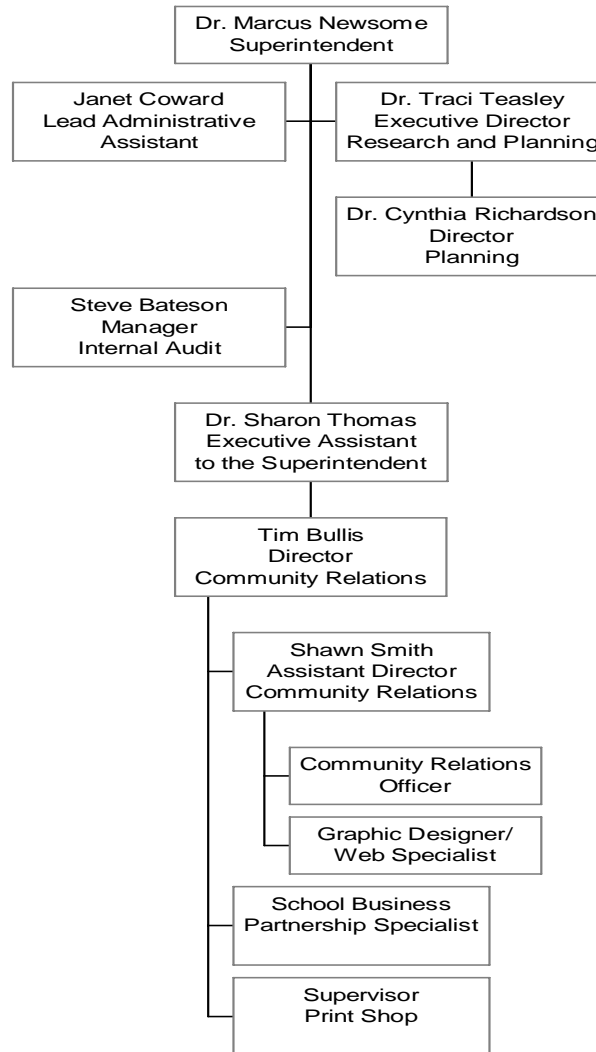 Dr. Marcus Newsome
Superintendent
Janet Coward
Lead Administrative
Assistant
Dr. Traci Teasley
Executive Director
Research and Planning
Dr. Cynthia Richardson
Director
Planning
Steve Bateson
Manager
Internal Audit
Dr. Sharon Thomas
Executive Assistant
to the Superintendent
Tim Bullis
Director
Community Relations
Shawn Smith
Assistant Director
Community Relations
Community Relations
Officer
Graphic Designer/
Web Specialist
School Business
Partnership Specialist
Supervisor
Print Shop